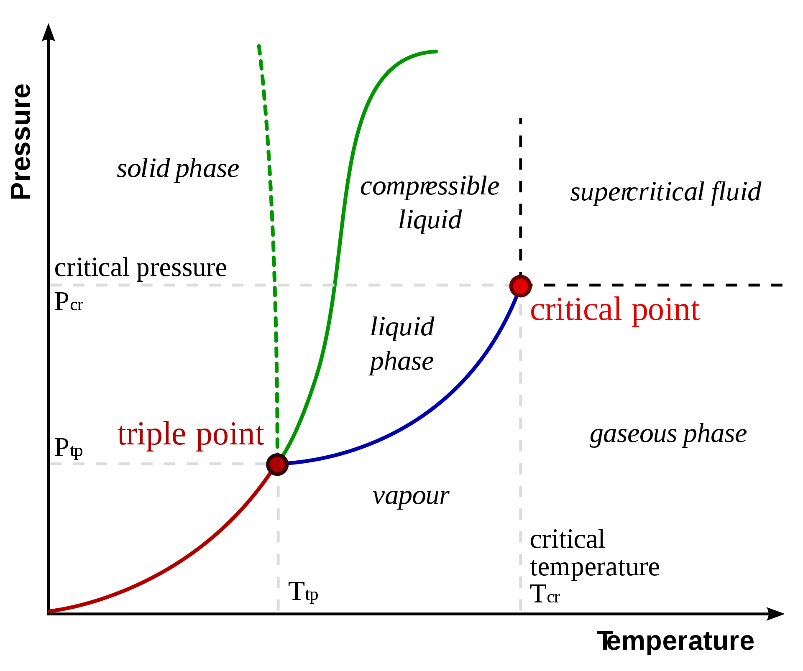 Pressure
solid phase
compressible
liquid
supercritical fluid
critical pressure
Pcr
critical point
liquid
phase
triple point
Ptp
gaseous phase
vapour
critical
temperature
Tcr
Ttp
Temperature